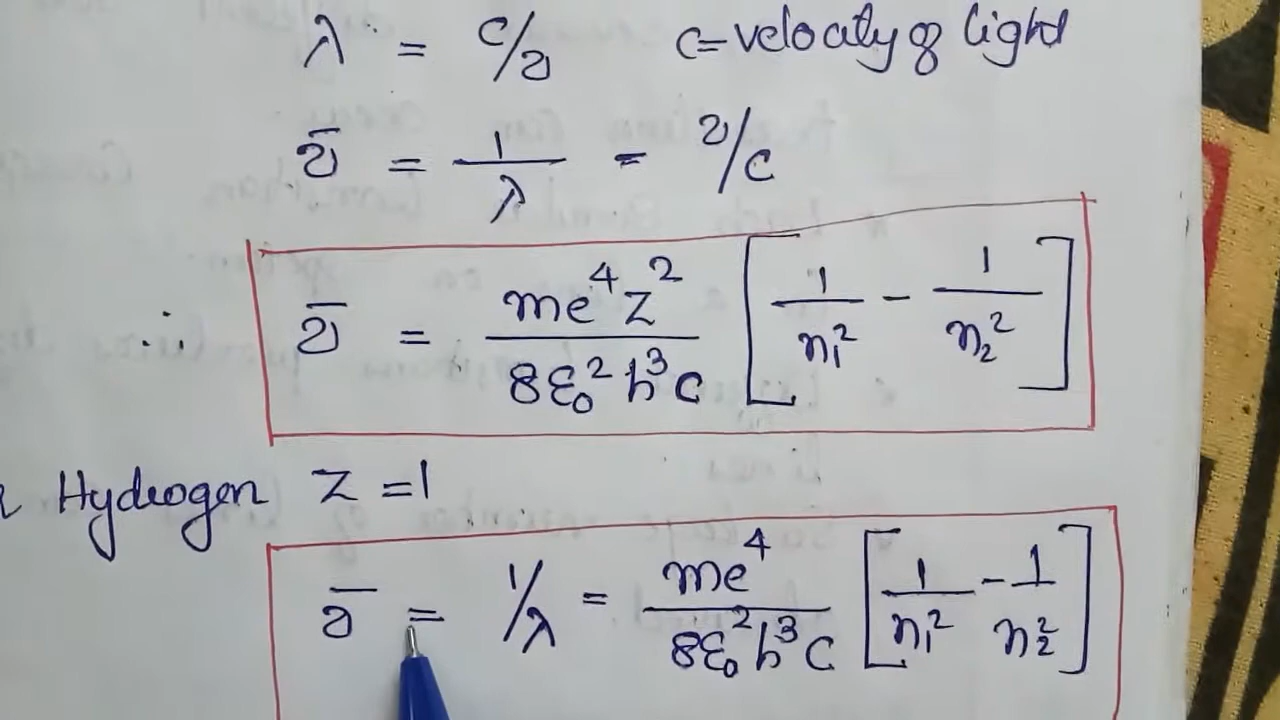 λ = c/ν c = velocity of light
ν̄ = 1/λ = ν/c
∴ ν̄ = me⁴z²/8ε₀²h³c [1/n₁² - 1/n₂²]
Hydrogen Z = 1
ν̄ = 1/λ = me⁴/8ε₀²h³c [1/n₁² - 1/n₂²]